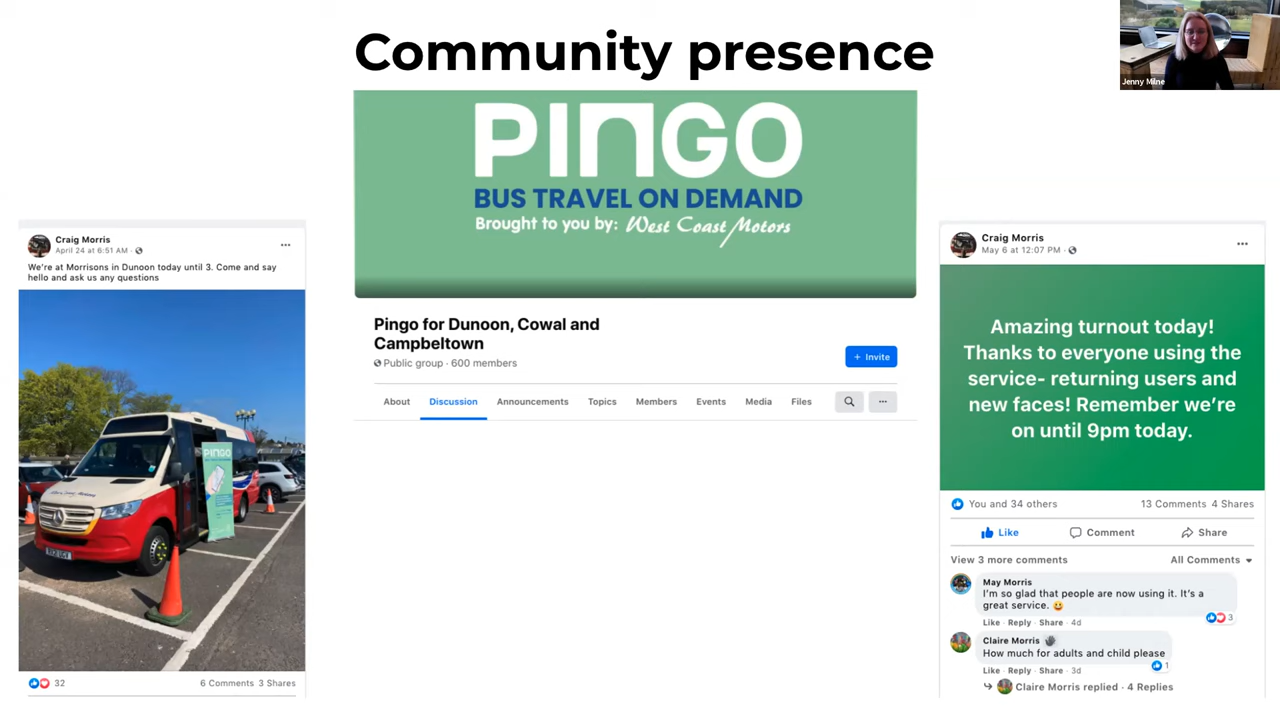 Community presence
Jenny Milne
PINGO
BUS TRAVEL ON DEMAND
Brought to you by: West Coast Motors
Pingo for Dunoon, Cowal and
Campbeltown
Public group · 600 members
+ Invite
About
Discussion
Announcements
Topics
Members
Events
Media
Files
Craig Morris
April 24 at 6:51 AM ·
We're at Morrisons in Dunoon today until 3. Come and say
hello and ask us any questions
PINGO
West Coast Motors
32
6 Comments 3 Shares
Craig Morris
May 6 at 12:07 PM ·
Amazing turnout today!
Thanks to everyone using the
service- returning users and
new faces! Remember we're
on until 9pm today.
You and 34 others
13 Comments 4 Shares
Like
Comment
Share
View 3 more comments
All Comments
May Morris
I'm so glad that people are now using it. It's a
great service. 😃
3
Like · Reply · Share · 4d
Claire Morris
How much for adults and child please
1
Like · Reply · Share · 3d
Claire Morris replied · 4 Replies